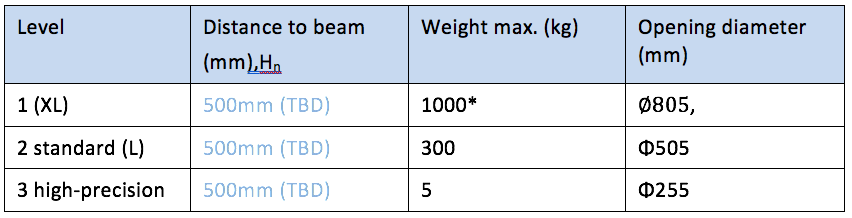 Level Distance to beam Weight max. (kg) Opening diameter
(mm),Hn (mm)
1 (XL) 500mm (TBD) 1000* Ø805,
2 standard (L) 500mm (TBD) 300 Φ505
3 high-precision 500mm (TBD) 5 Φ255